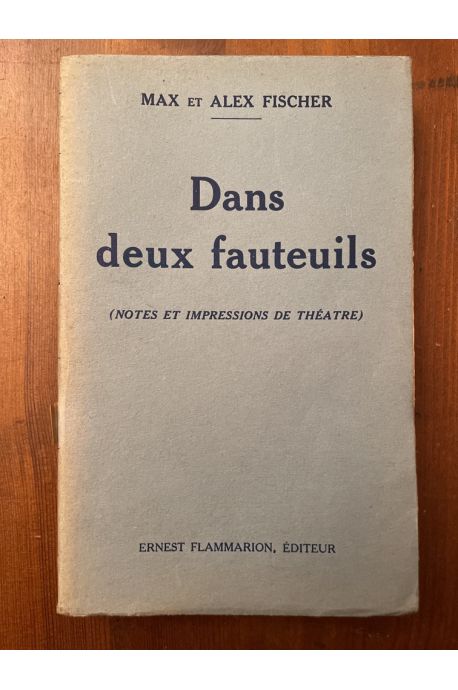 MAX ET ALEX FISCHER
Dans
deux fauteuils
(NOTES ET IMPRESSIONS DE THÉATRE)
ERNEST FLAMMARION, ÉDITEUR